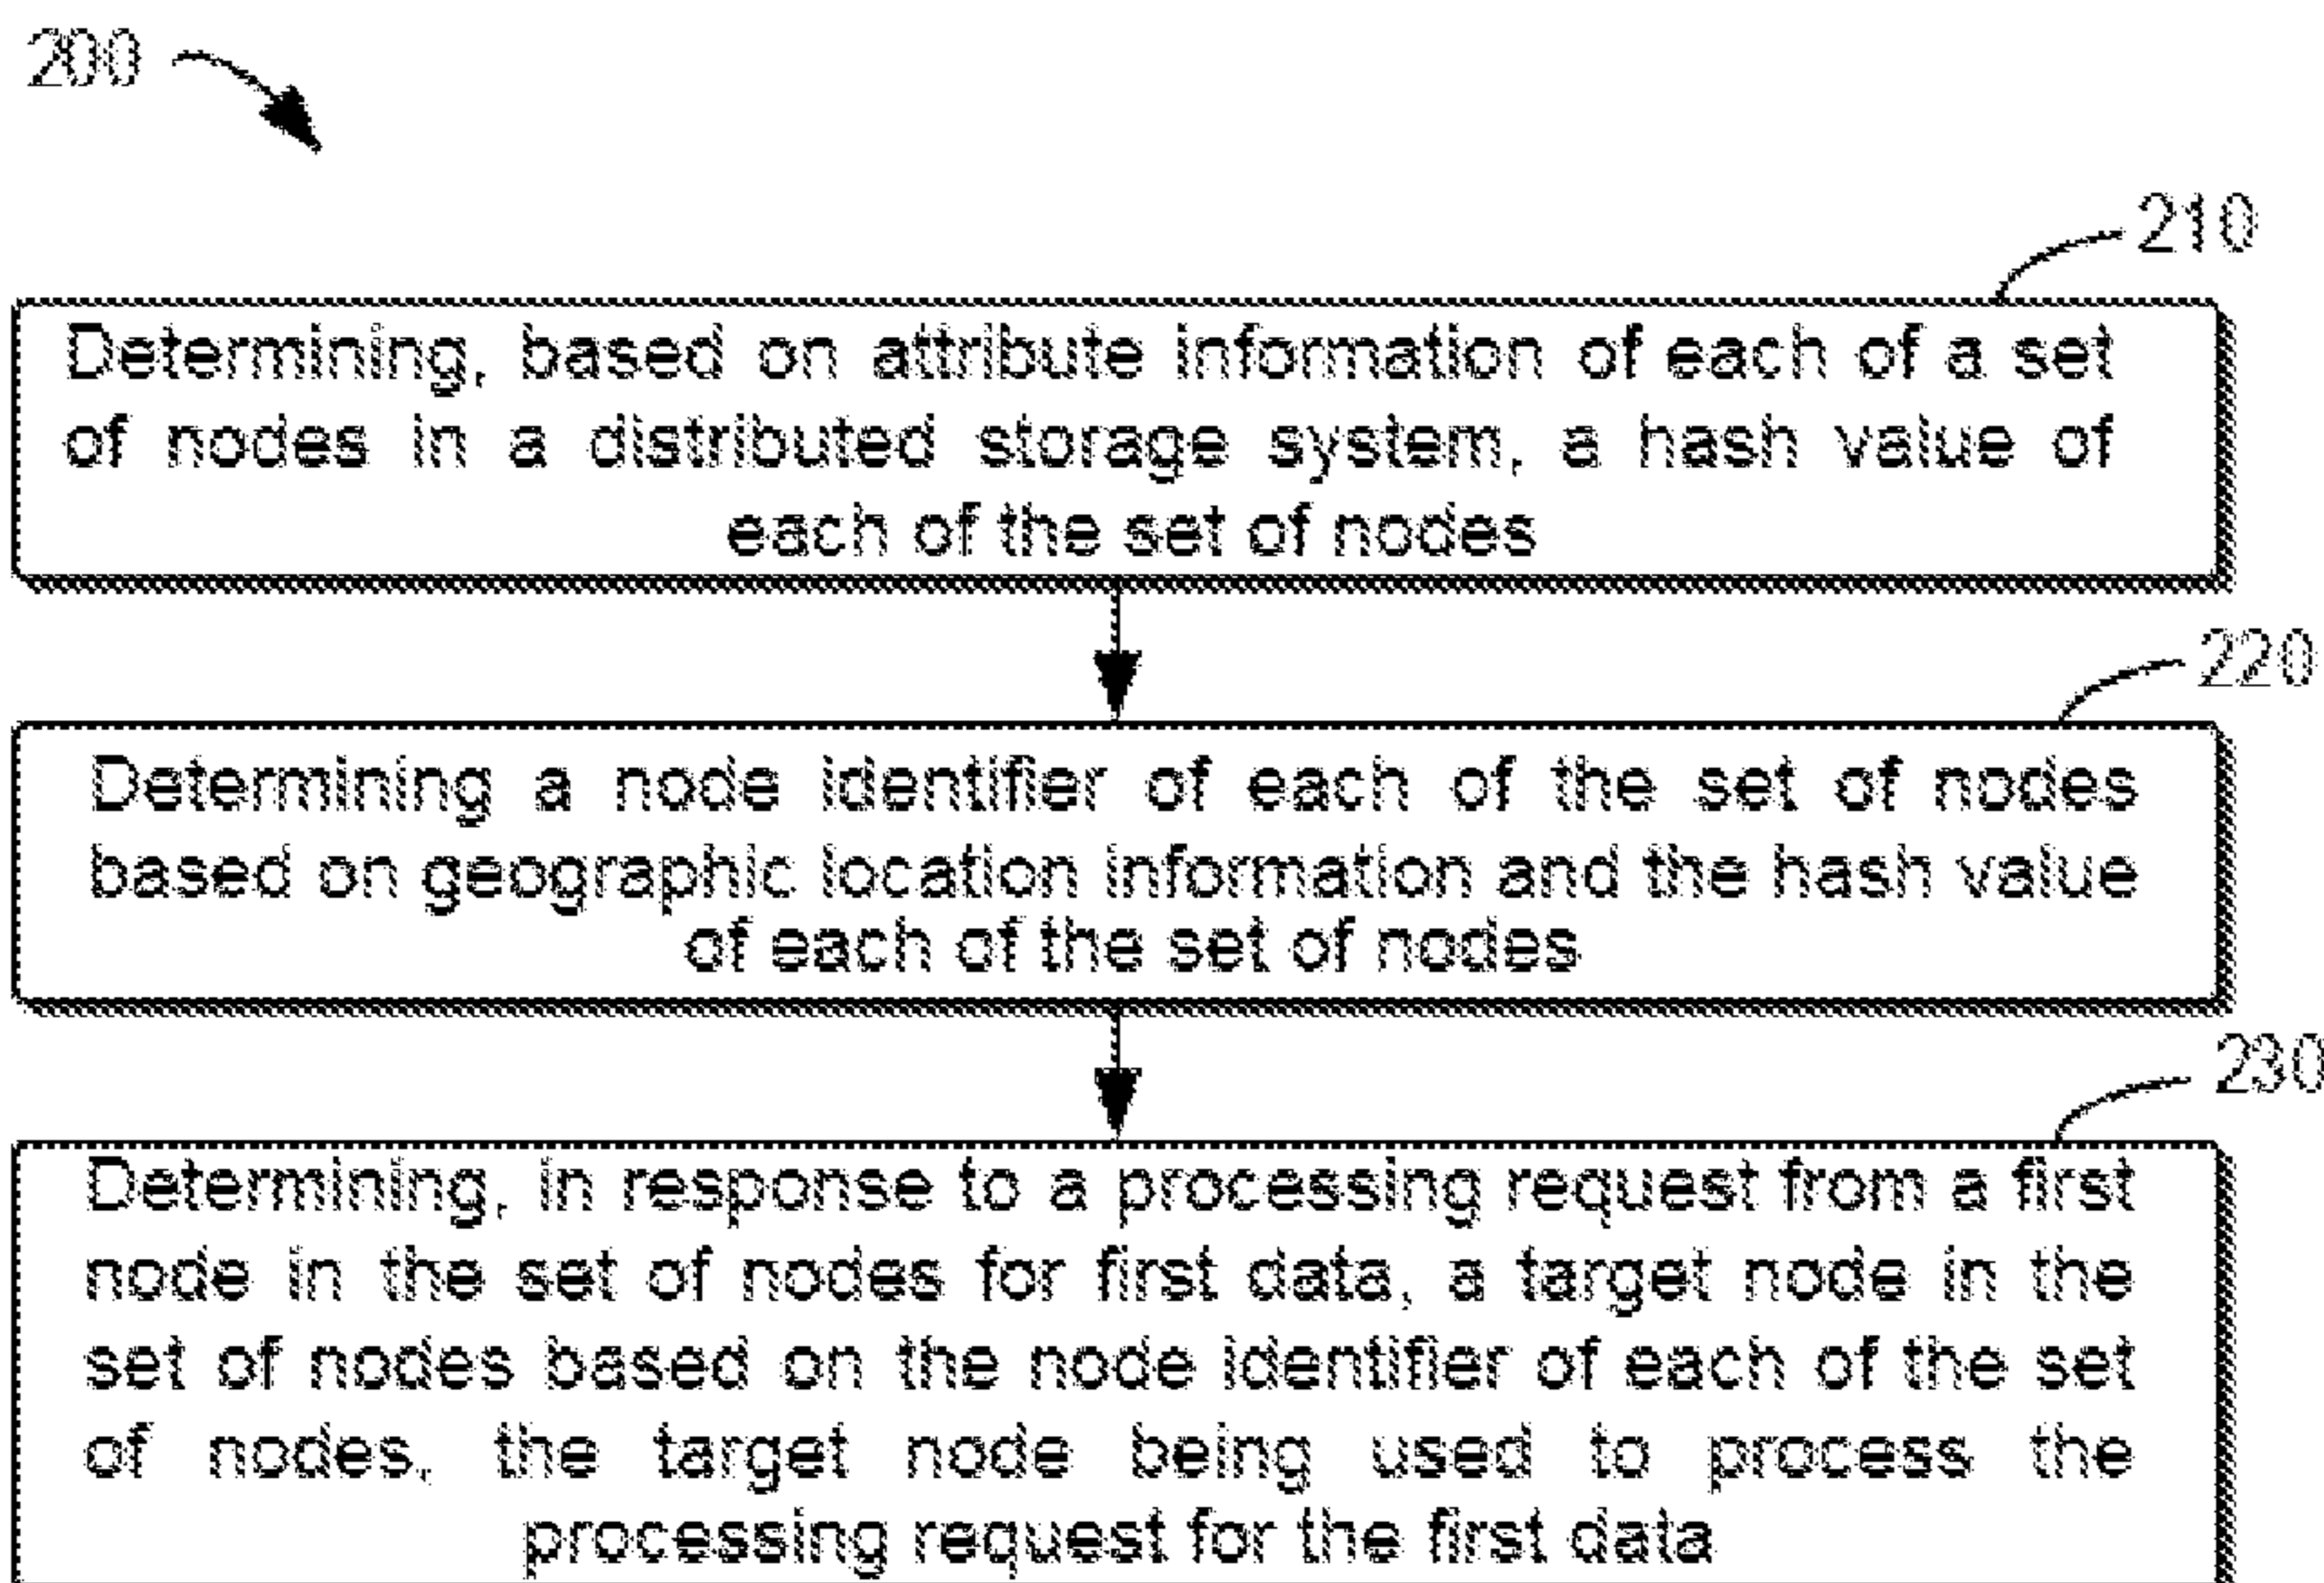 200
210
Determining, based on attribute information of each of a set
of nodes in a distributed storage system, a hash value of
each of the set of nodes
220
Determining a node identifier of each of the set of nodes
based on geographic location information and the hash value
of each of the set of nodes
230
Determining, in response to a processing request from a first
node in the set of nodes for first data, a target node in the
set of nodes based on the node identifier of each of the set
of nodes, the target node being used to process the
processing request for the first data